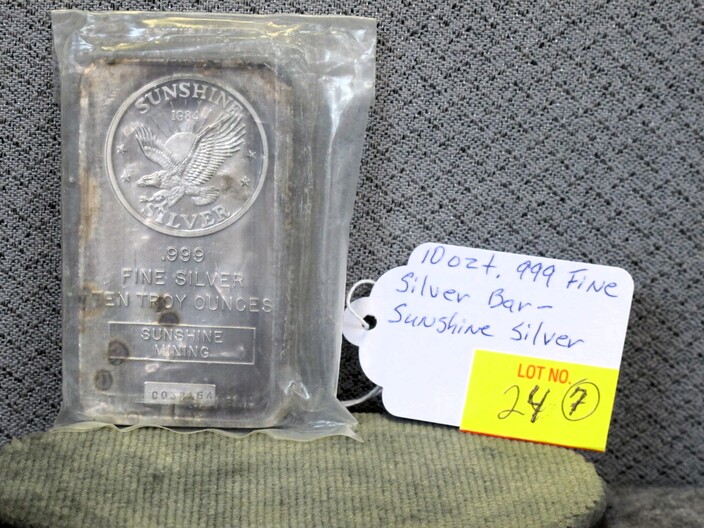 SUNSHINE
1884
SILVER
.999
FINE SILVER
TEN TROY OUNCES
SUNSHINE
MINING
10 ozt. 999 Fine
Silver Bar-
Sunshine Silver
LOT NO.
24 7